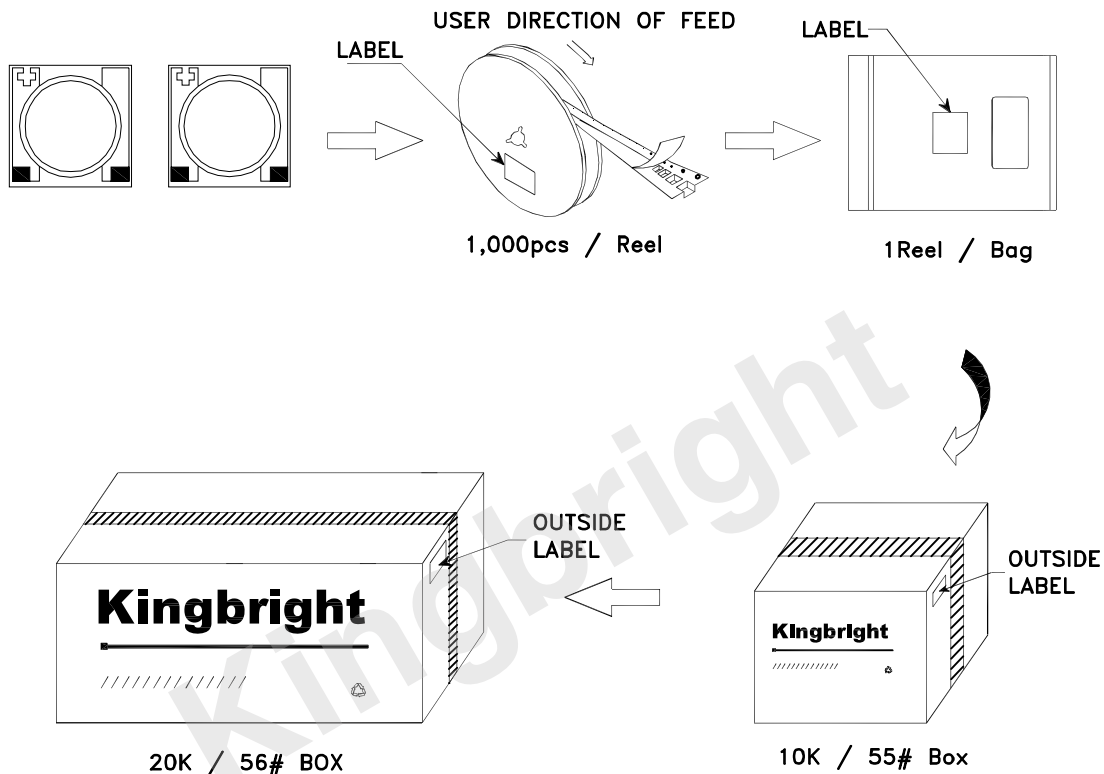 USER DIRECTION OF FEED
LABEL
LABEL
1,000pcs / Reel
1Reel / Bag
OUTSIDE
LABEL
OUTSIDE
LABEL
Kingbright
KIngbrIght
20K / 56# BOX
10K / 55# Box
Kingbright